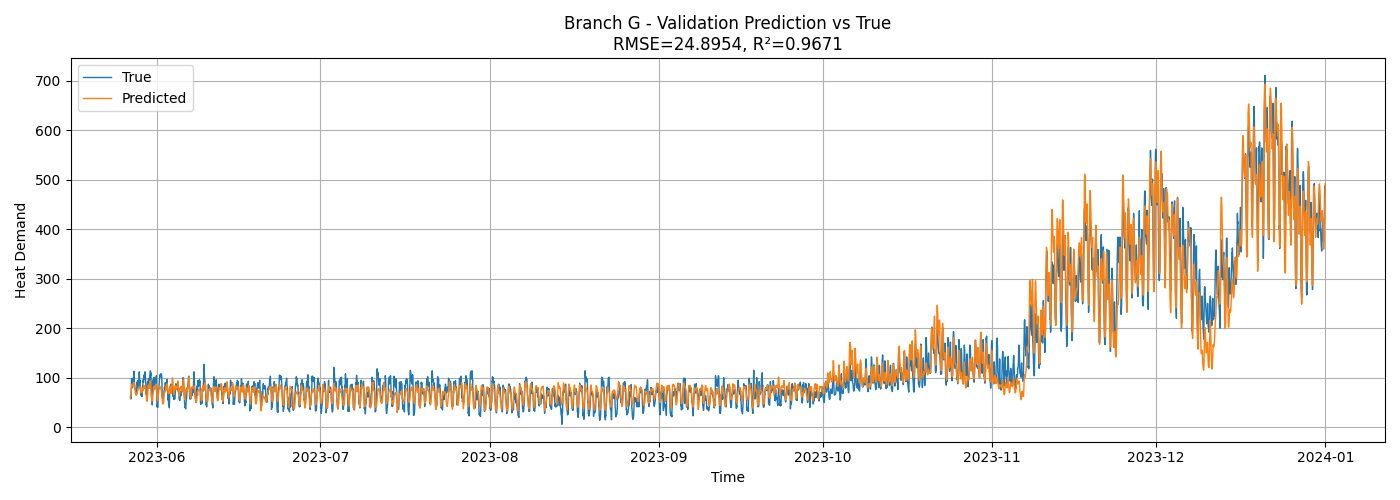 Branch G - Validation Prediction vs True
RMSE=24.8954, R²=0.9671
True
Predicted
Heat Demand
700
600
500
400
300
200
100
0
2023-06 2023-07 2023-08 2023-09 2023-10 2023-11 2023-12 2024-01
Time